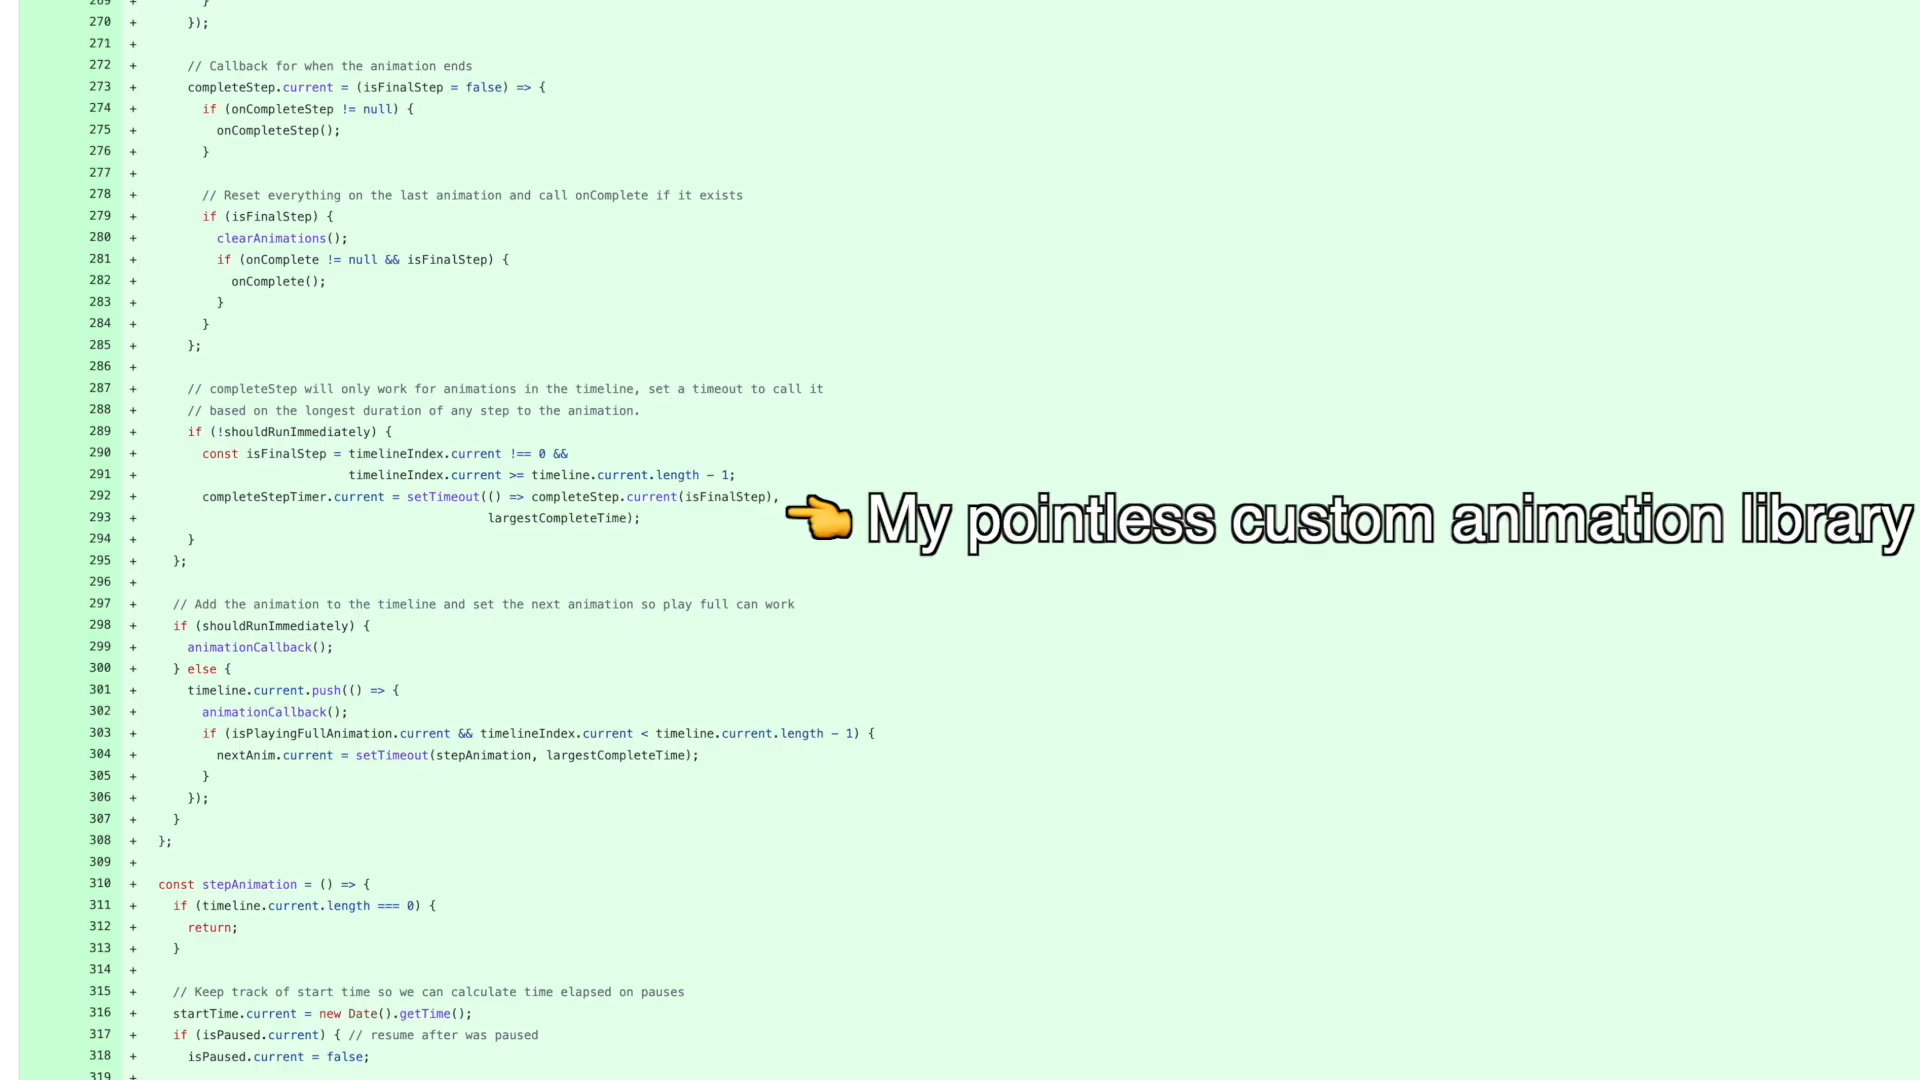 269 + }
270 + });
271 +
272 + // Callback for when the animation ends
273 + completeStep.current = (isFinalStep = false) => {
274 + if (onCompleteStep != null) {
275 + onCompleteStep();
276 + }
277 +
278 + // Reset everything on the last animation and call onComplete if it exists
279 + if (isFinalStep) {
280 + clearAnimations();
281 + if (onComplete != null && isFinalStep) {
282 + onComplete();
283 + }
284 + }
285 + };
286 +
287 + // completeStep will only work for animations in the timeline, set a timeout to call it
288 + // based on the longest duration of any step to the animation.
289 + if (!shouldRunImmediately) {
290 + const isFinalStep = timelineIndex.current !== 0 &&
291 + timelineIndex.current >= timeline.current.length - 1;
292 + completeStepTimer.current = setTimeout(() => completeStep.current(isFinalStep),
293 + largestCompleteTime);
👈 My pointless custom animation library
294 + }
295 + };
296 +
297 + // Add the animation to the timeline and set the next animation so play full can work
298 + if (shouldRunImmediately) {
299 + animationCallback();
300 + } else {
301 + timeline.current.push(() => {
302 + animationCallback();
303 + if (isPlayingFullAnimation.current && timelineIndex.current < timeline.current.length - 1) {
304 + nextAnim.current = setTimeout(stepAnimation, largestCompleteTime);
305 + }
306 + });
307 + }
308 + };
309 +
310 + const stepAnimation = () => {
311 + if (timeline.current.length === 0) {
312 + return;
313 + }
314 +
315 + // Keep track of start time so we can calculate time elapsed on pauses
316 + startTime.current = new Date().getTime();
317 + if (isPaused.current) { // resume after was paused
318 + isPaused.current = false;
319 +